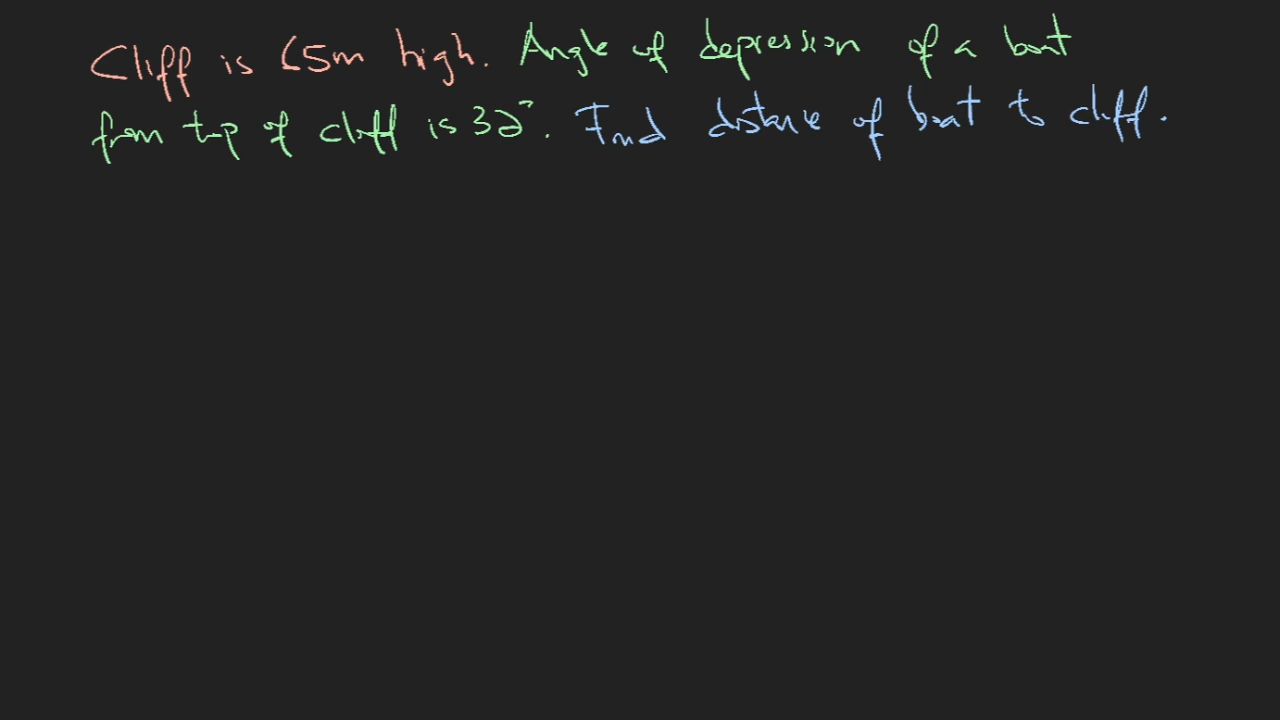 Cliff is 65m high. Angle of depression of a boat
from top of cliff is 32°. Find distance of boat to cliff.